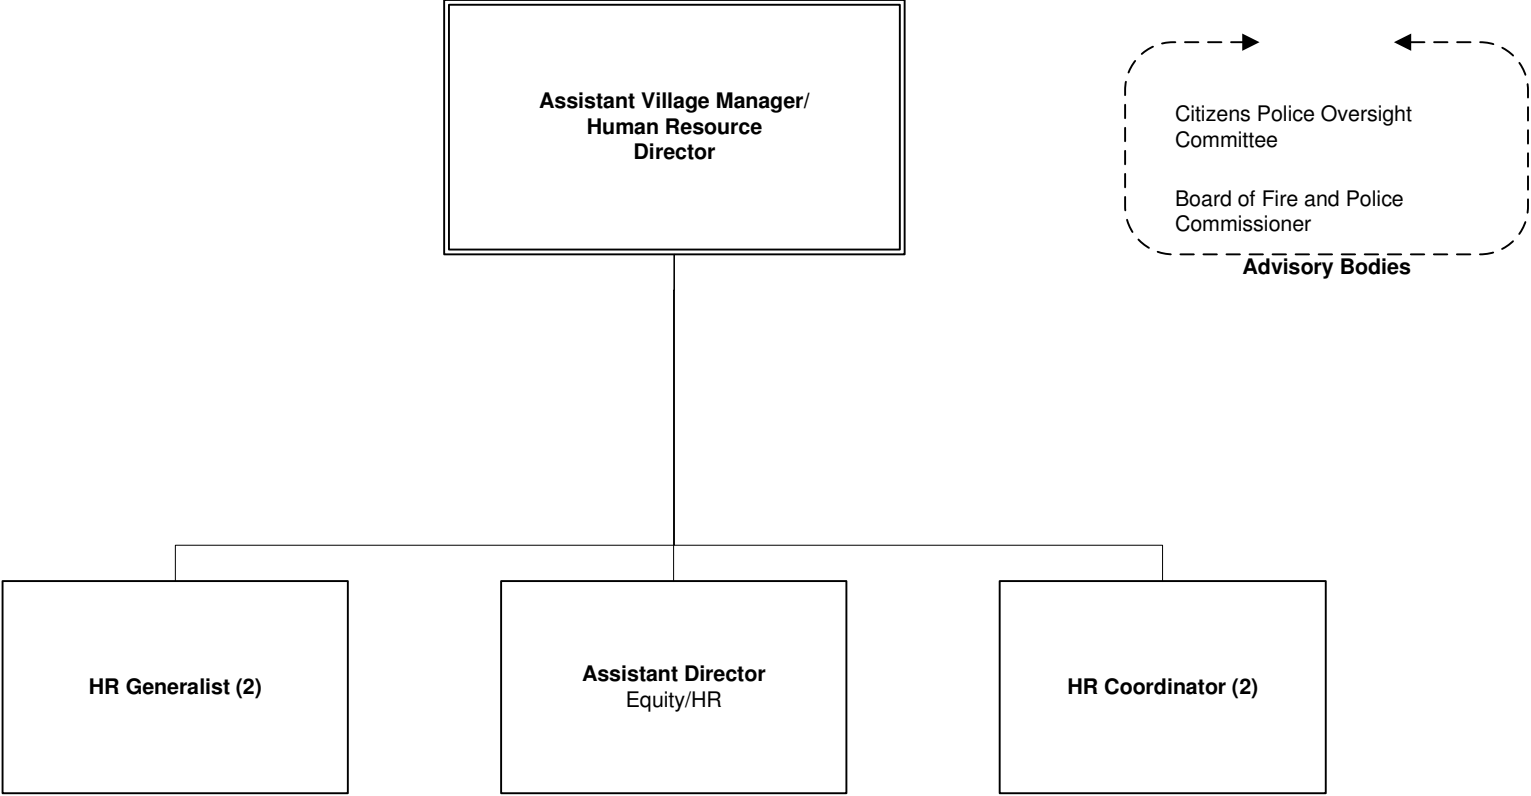 Assistant Village Manager/
Human Resource
Director
Citizens Police Oversight
Committee
Board of Fire and Police
Commissioner
Advisory Bodies
HR Generalist (2)
Assistant Director
Equity/HR
HR Coordinator (2)